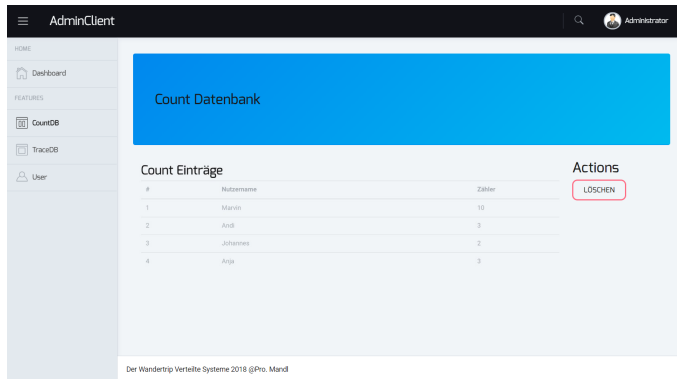 AdminClient
Administrator
HOME
Dashboard
FEATURES
CountDB
TraceDB
User
Count Datenbank
Count Einträge
# Nutzername Zähler
1 Marvin 10
2 Andi 3
3 Johannes 2
4 Anja 3
Actions
LÖSCHEN
Der Wandertrip Verteilte Systeme 2018 @Pro. Mandl